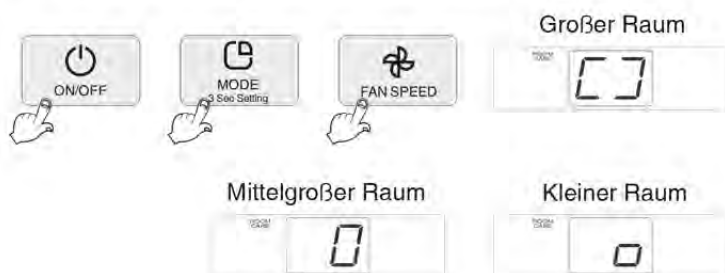 Großer Raum
ON/OFF
MODE
3 Sec Setting
FAN SPEED
Mittelgroßer Raum
Kleiner Raum